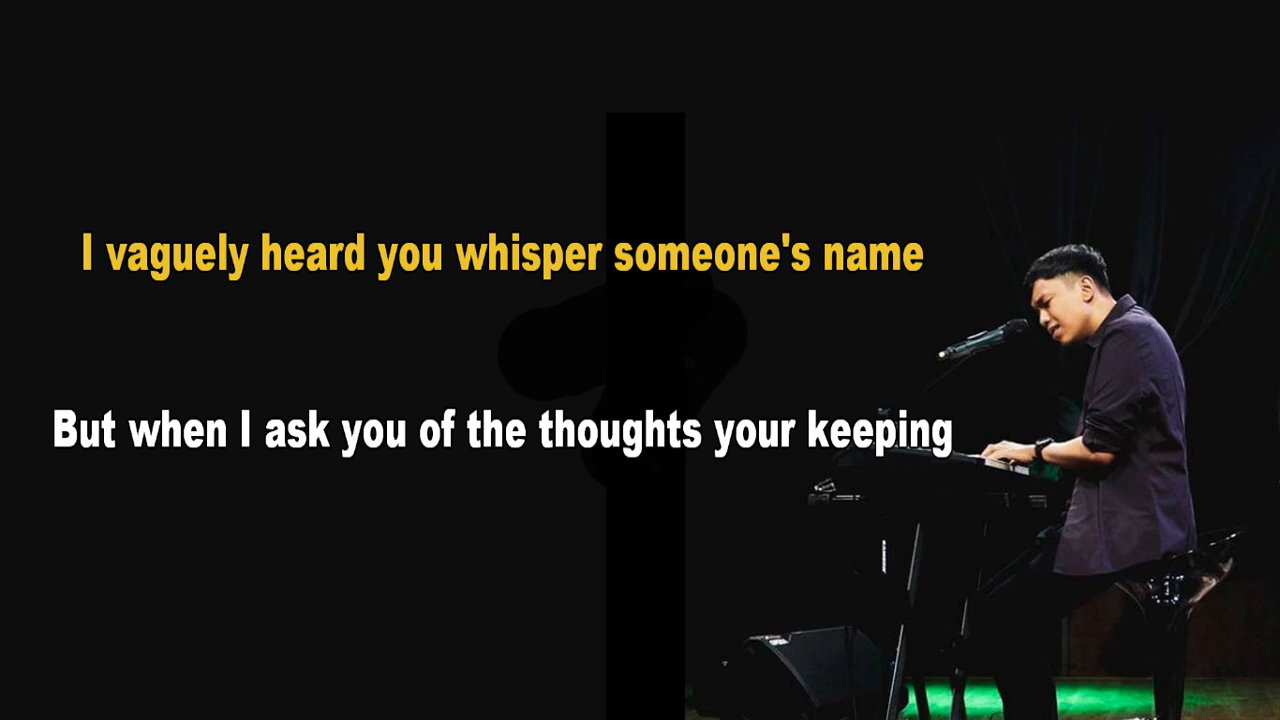 I vaguely heard you whisper someone's name
But when I ask you of the thoughts your keeping